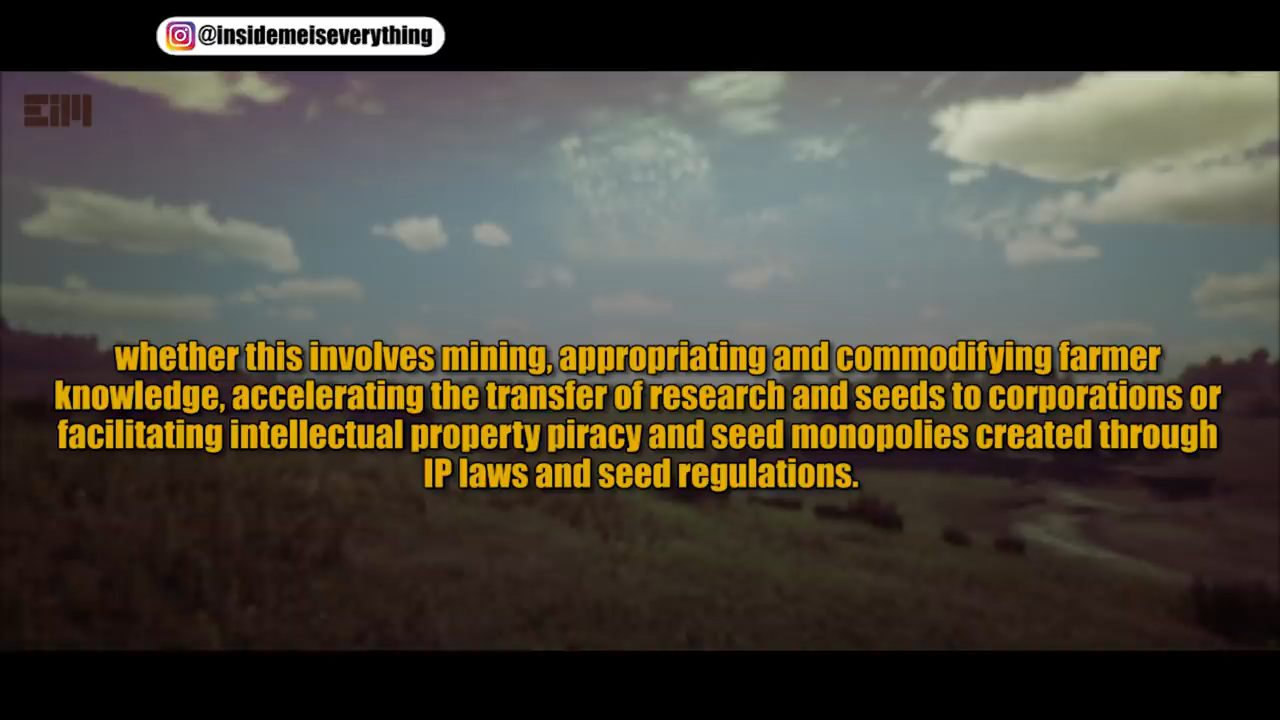 @insidemeiseverything
EiM
whether this involves mining, appropriating and commodifying farmer
knowledge, accelerating the transfer of research and seeds to corporations or
facilitating intellectual property piracy and seed monopolies created through
IP laws and seed regulations.